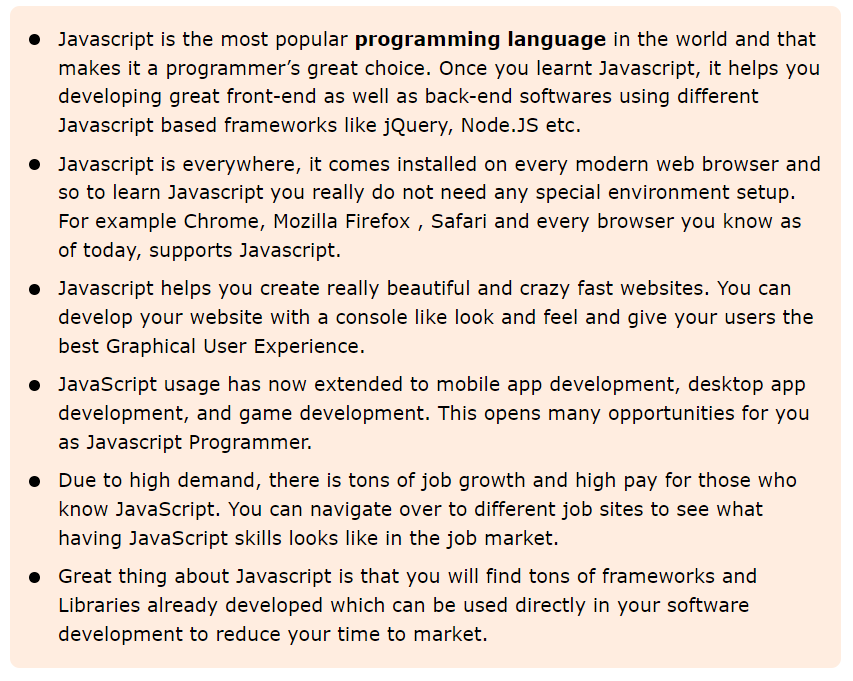 Javascript is the most popular programming language in the world and that
makes it a programmer’s great choice. Once you learnt Javascript, it helps you
developing great front-end as well as back-end softwares using different
Javascript based frameworks like jQuery, Node.JS etc.
Javascript is everywhere, it comes installed on every modern web browser and
so to learn Javascript you really do not need any special environment setup.
For example Chrome, Mozilla Firefox , Safari and every browser you know as
of today, supports Javascript.
Javascript helps you create really beautiful and crazy fast websites. You can
develop your website with a console like look and feel and give your users the
best Graphical User Experience.
JavaScript usage has now extended to mobile app development, desktop app
development, and game development. This opens many opportunities for you
as Javascript Programmer.
Due to high demand, there is tons of job growth and high pay for those who
know JavaScript. You can navigate over to different job sites to see what
having JavaScript skills looks like in the job market.
Great thing about Javascript is that you will find tons of frameworks and
Libraries already developed which can be used directly in your software
development to reduce your time to market.